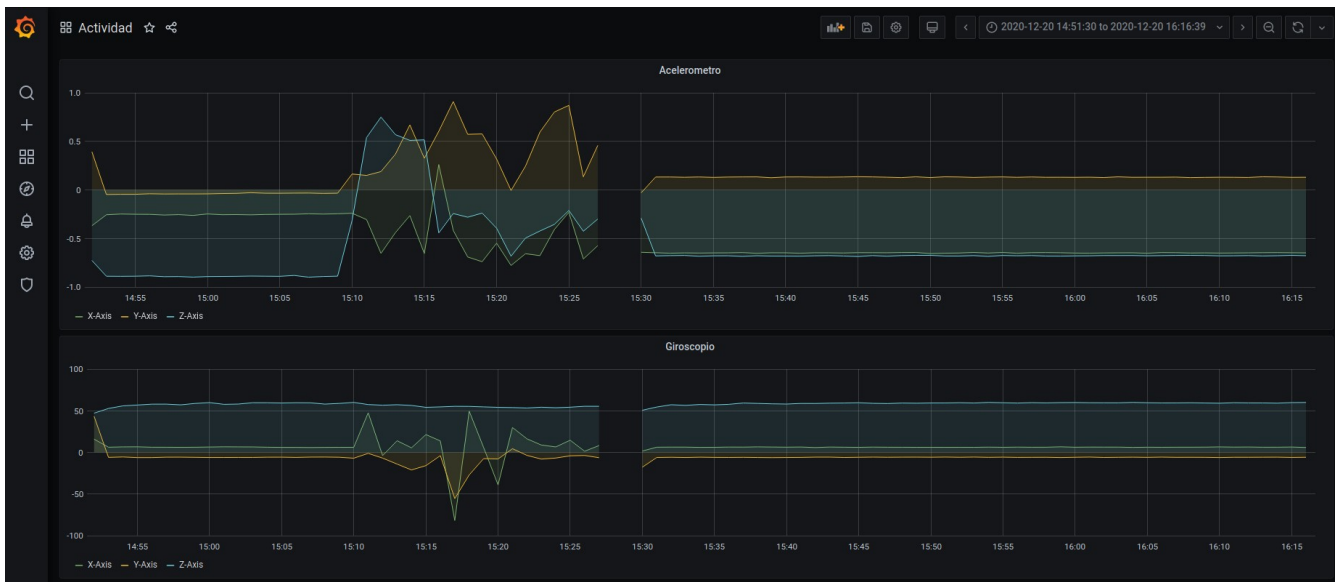 Actividad
2020-12-20 14:51:30 to 2020-12-20 16:16:39
Acelerometro
1.0
0.5
0
-0.5
-1.0
14:55 15:00 15:05 15:10 15:15 15:20 15:25 15:30 15:35 15:40 15:45 15:50 15:55 16:00 16:05 16:10 16:15
X-Axis Y-Axis Z-Axis
Giroscopio
100
50
0
-50
-100
14:55 15:00 15:05 15:10 15:15 15:20 15:25 15:30 15:35 15:40 15:45 15:50 15:55 16:00 16:05 16:10 16:15
X-Axis Y-Axis Z-Axis